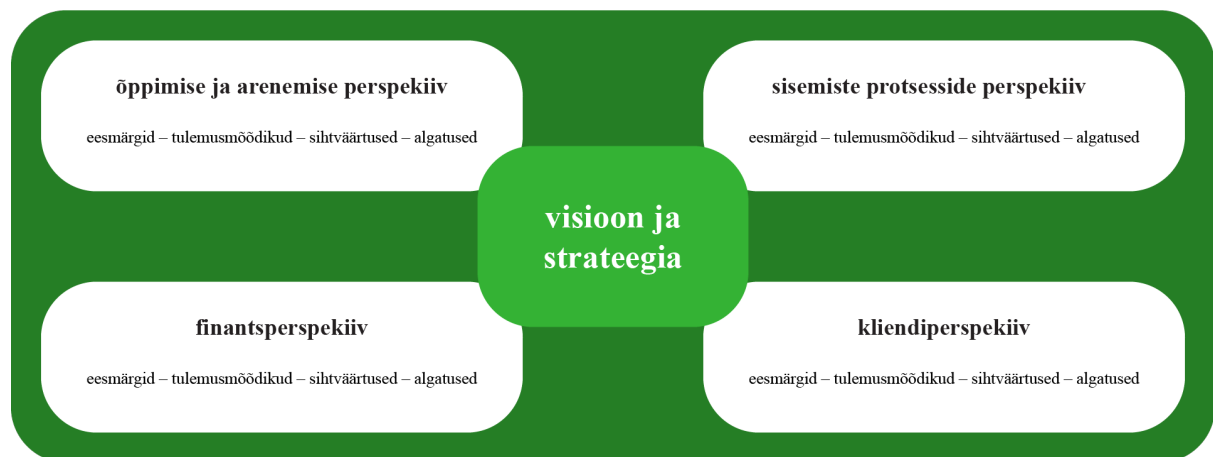 õppimise ja arenemise perspekiiv
eesmärgid – tulemusmõõdikud – sihtväärtused – algatused
sisemiste protsesside perspekiiv
eesmärgid – tulemusmõõdikud – sihtväärtused – algatused
visioon ja
strateegia
finantsperspekiiv
eesmärgid – tulemusmõõdikud – sihtväärtused – algatused
kliendiperspekiiv
eesmärgid – tulemusmõõdikud – sihtväärtused – algatused